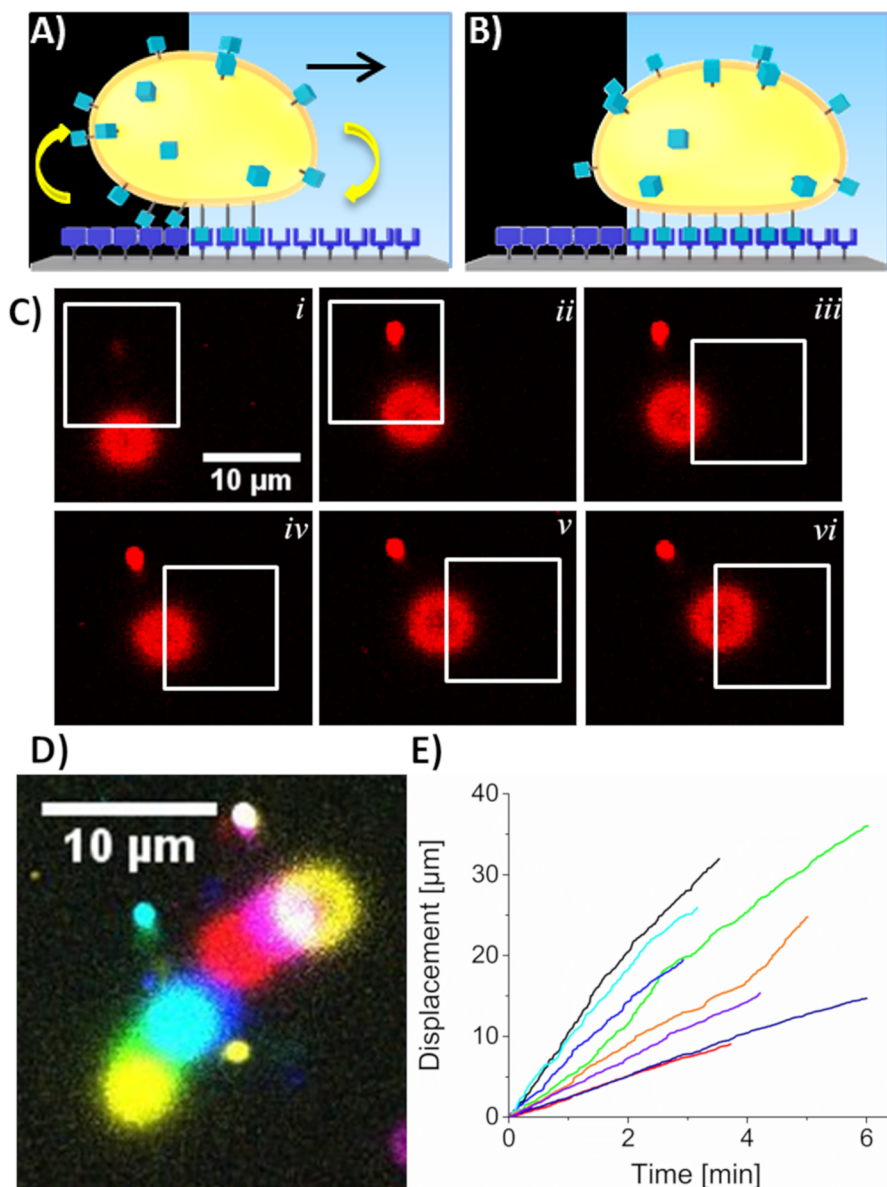 A)
B)
C)
i
ii
iii
10 µm
iv
v
vi
D)
E)
10 µm
40
30
20
10
0
Displacement [µm]
0 2 4 6
Time [min]